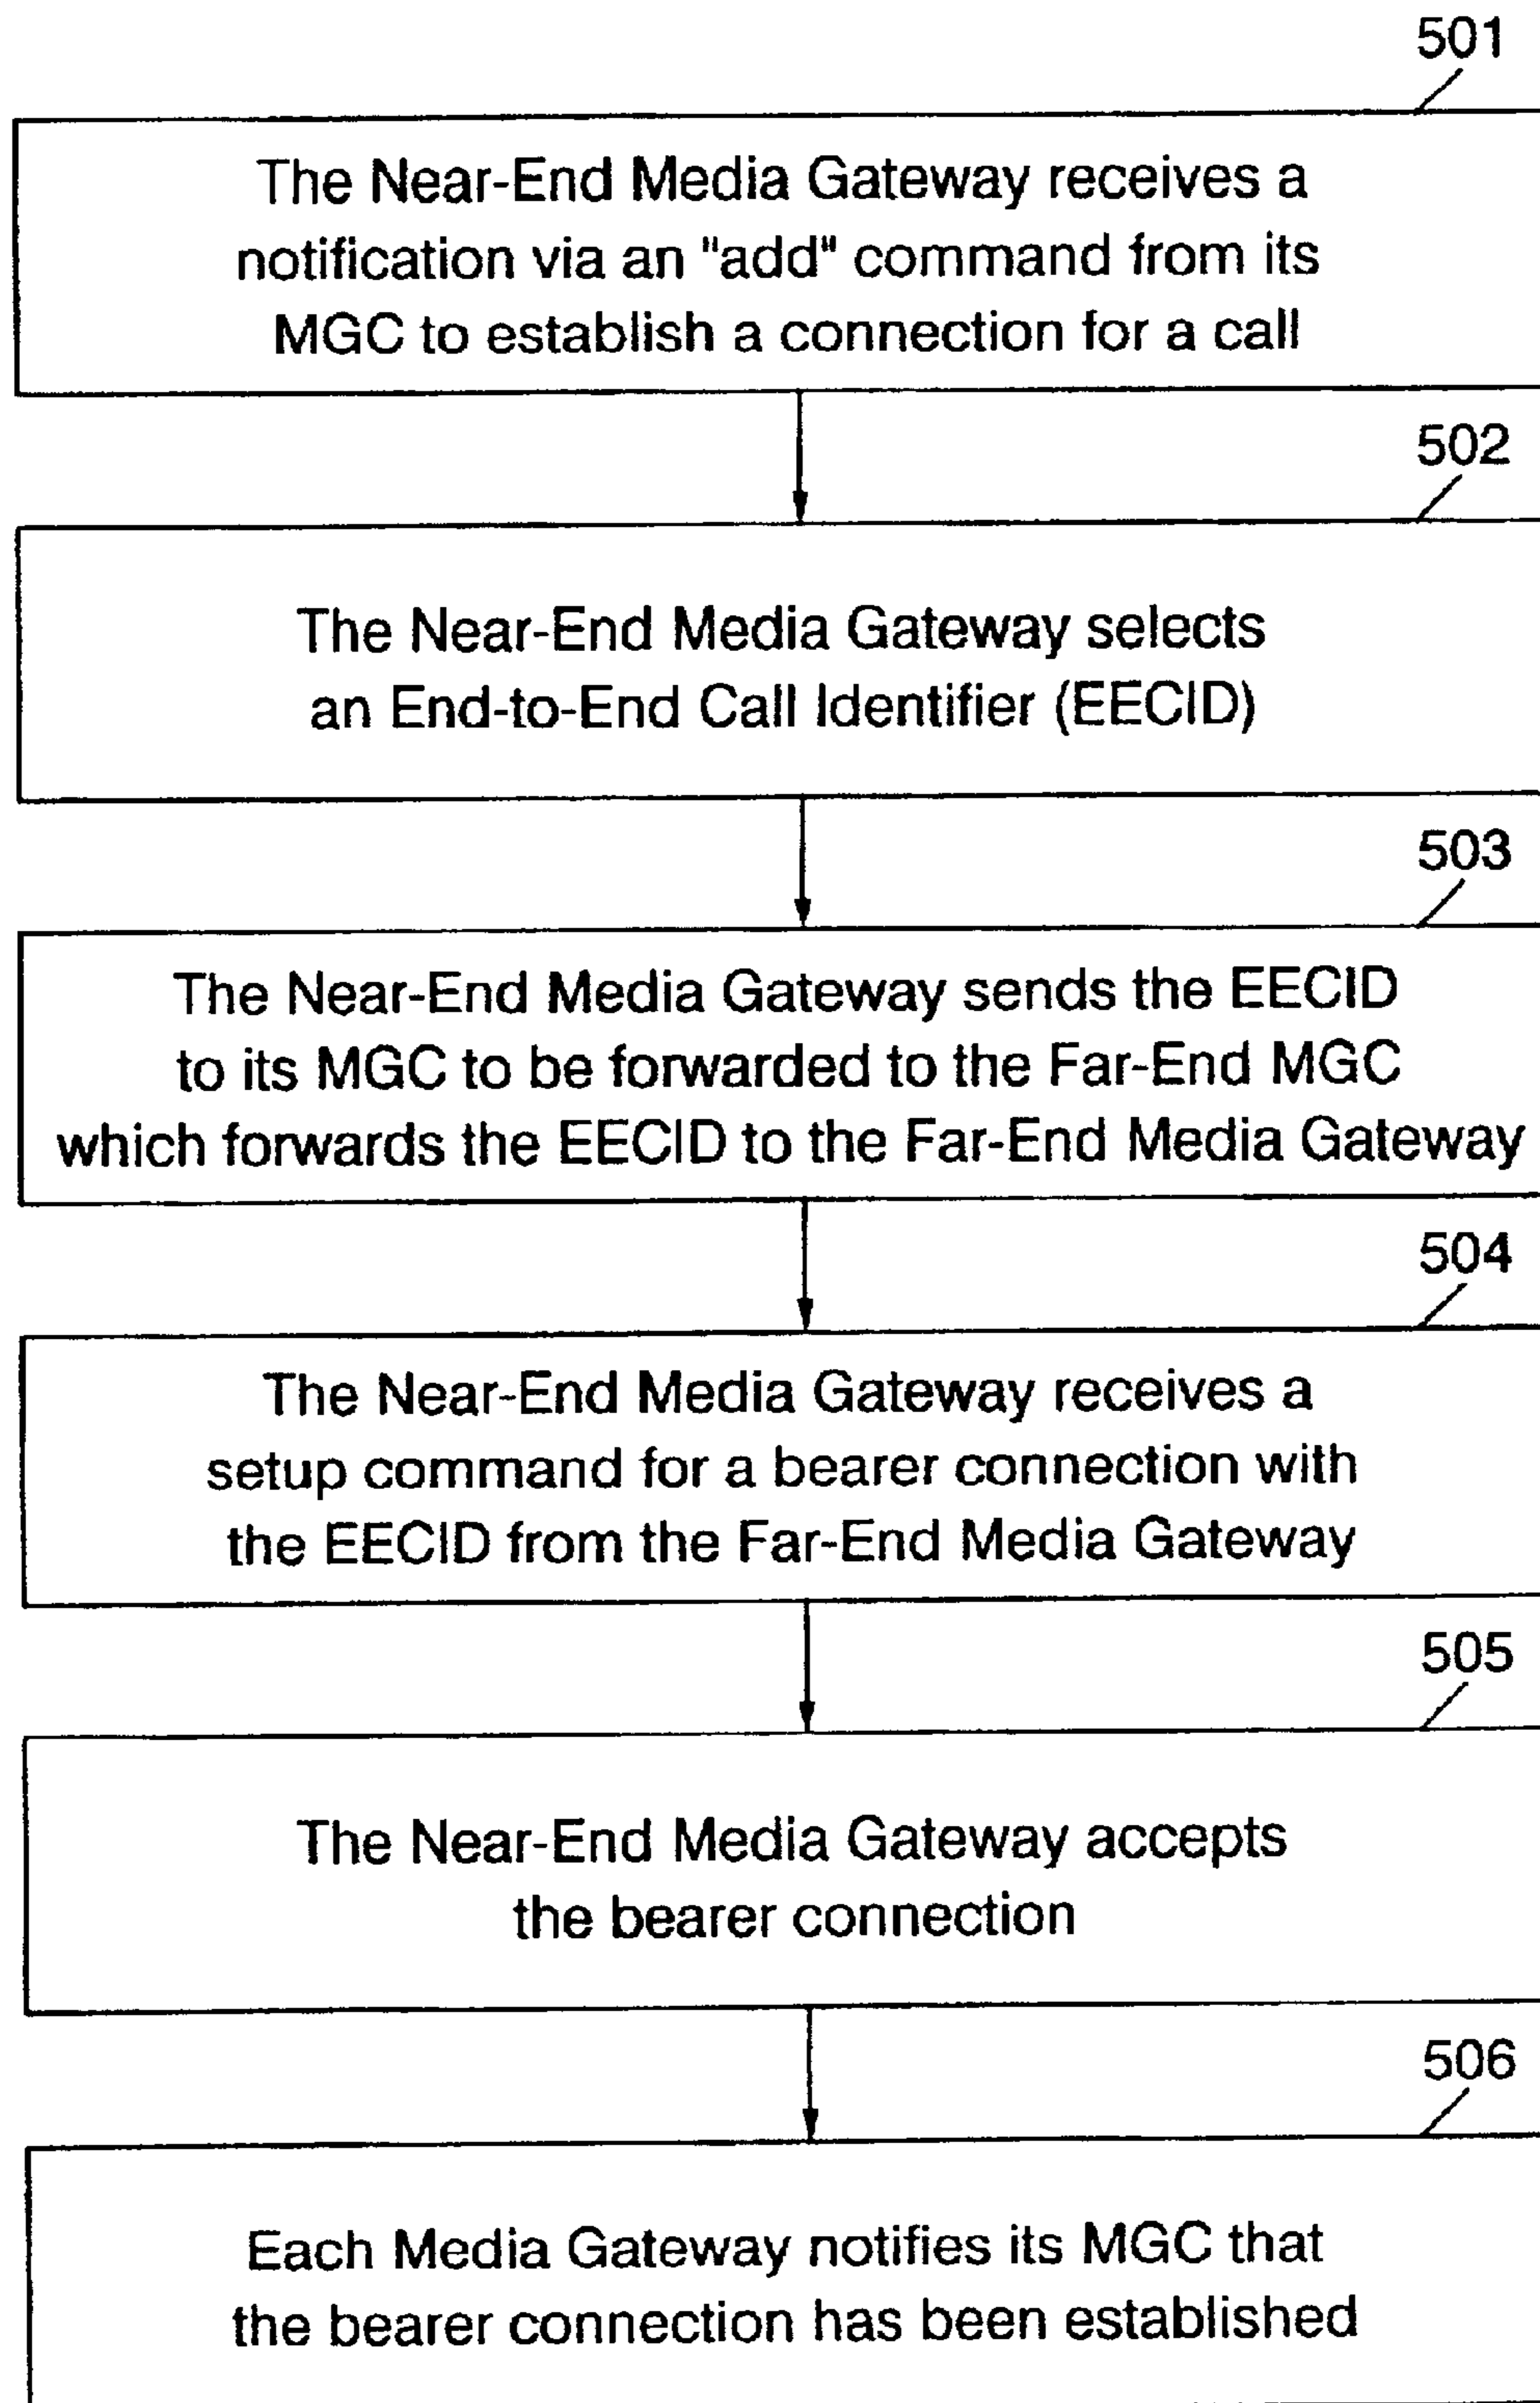 501
The Near-End Media Gateway receives a
notification via an "add" command from its
MGC to establish a connection for a call
502
The Near-End Media Gateway selects
an End-to-End Call Identifier (EECID)
503
The Near-End Media Gateway sends the EECID
to its MGC to be forwarded to the Far-End MGC
which forwards the EECID to the Far-End Media Gateway
504
The Near-End Media Gateway receives a
setup command for a bearer connection with
the EECID from the Far-End Media Gateway
505
The Near-End Media Gateway accepts
the bearer connection
506
Each Media Gateway notifies its MGC that
the bearer connection has been established